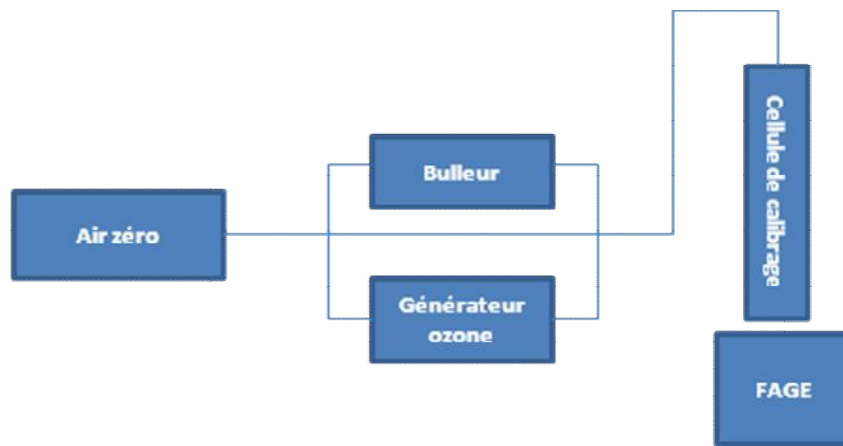 Air zéro
Bulleur
Générateur
ozone
Cellule de calibrage
FAGE